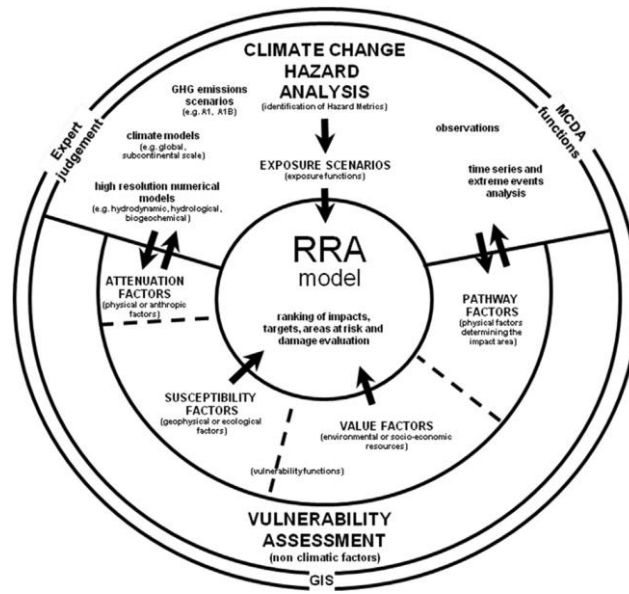 CLIMATE CHANGE
HAZARD
ANALYSIS
(identification of Hazard Metrics)
GHG emissions
scenarios
(e.g. A1, A1B)
climate models
(e.g. global,
subcontinental scale)
high resolution numerical
models
(e.g. hydrodynamic, hydrological,
biogeochemical)
observations
time series and
extreme events
analysis
Expert
judgement
MCDA
functions
EXPOSURE SCENARIOS
(exposure functions)
RRA
model
ranking of impacts,
targets, areas at risk and
damage evaluation
ATTENUATION
FACTORS
(physical or anthropic
factors)
PATHWAY
FACTORS
(physical factors
determining the
impact area)
SUSCEPTIBILITY
FACTORS
(geophysical or ecological
factors)
VALUE FACTORS
(environmental or socio-economic
resources)
(vulnerability functions)
VULNERABILITY
ASSESSMENT
(non climatic factors)
GIS